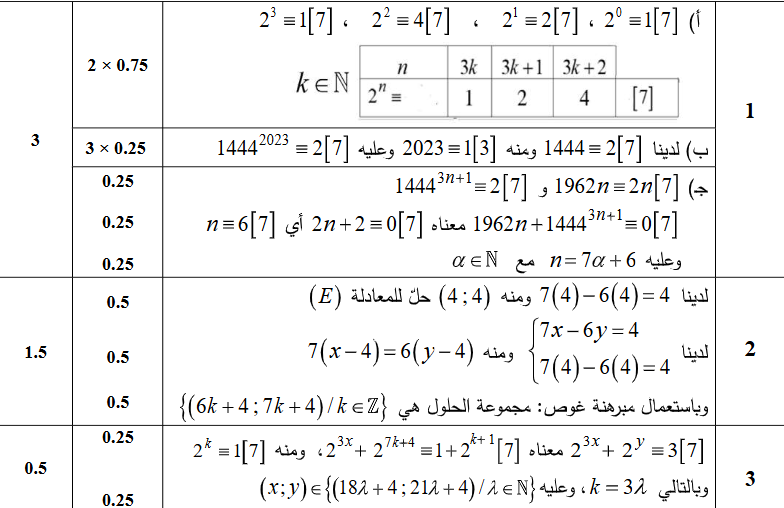 أ) 2^0 ≡ 1[7] ، 2^1 ≡ 2[7] ، 2^2 ≡ 4[7] ، 2^3 ≡ 1[7]
2 × 0.75
n 3k 3k+1 3k+2
k ∈ ℕ
2^n ≡ 1 2 4 [7]
1
3
ب) لدينا 1444 ≡ 2[7] ومنه 2023 ≡ 1[3] وعليه 1444^2023 ≡ 2[7]
3 × 0.25
ج) 1962n ≡ 2n[7] و 1444^(3n+1) ≡ 2[7]
0.25
1962n + 1444^(3n+1) ≡ 0[7] معناه 2n + 2 ≡ 0[7] أي n ≡ 6[7]
0.25
وعليه n = 7α + 6 مع α ∈ ℕ
0.25
لدينا 7(4) − 6(4) = 4 ومنه (4 ; 4) حلّ للمعادلة (E)
0.5
2
لدينا { 7x − 6y = 4
7(4) − 6(4) = 4
ومنه 7(x − 4) = 6(y − 4)
0.5
1.5
وباستعمال مبرهنة غوص: مجموعة الحلول هي {(6k + 4 ; 7k + 4) / k ∈ ℤ}
0.5
2^(3x) + 2^y ≡ 3[7] معناه 2^(3x) + 2^(7k+4) ≡ 1 + 2^(k+1)[7]، ومنه 2^k ≡ 1[7]
0.25
3
0.5
وبالتالي k = 3λ ، وعليه (x; y) ∈ {(18λ + 4 ; 21λ + 4) / λ ∈ ℕ}
0.25